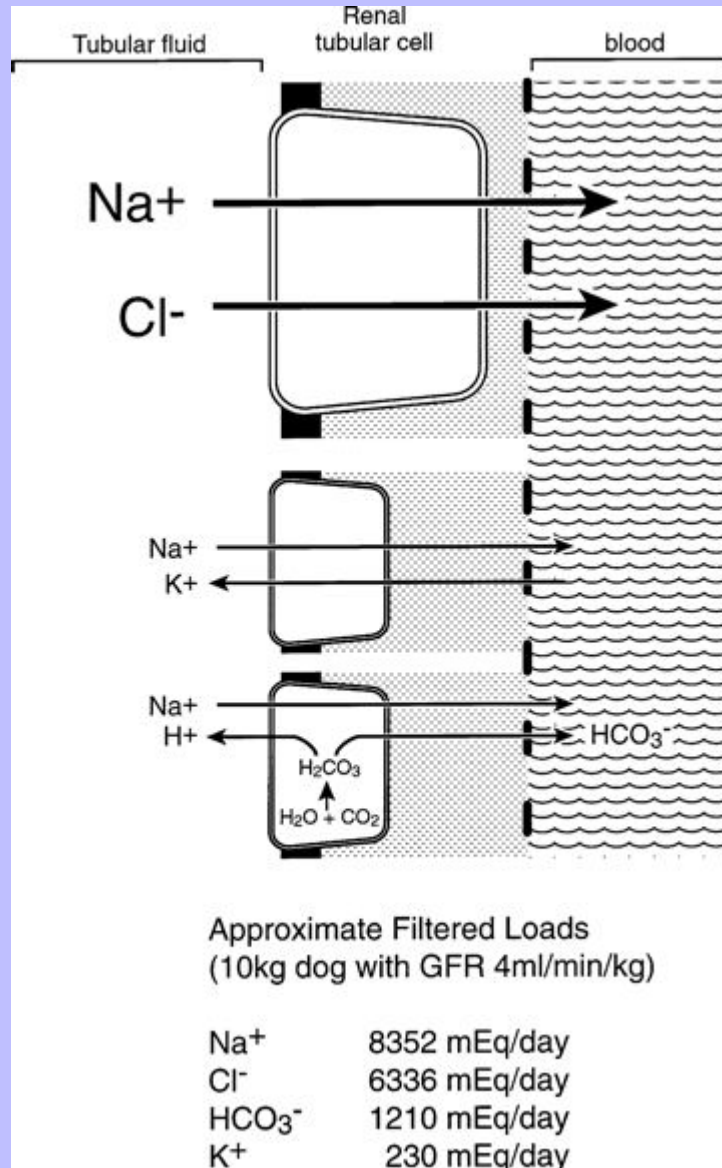 Renal
Tubular fluid tubular cell blood
Na+
Cl-
Na+
K+
Na+
H+ HCO₃⁻
H₂CO₃
H₂O + CO₂
Approximate Filtered Loads
(10kg dog with GFR 4ml/min/kg)
Na⁺ 8352 mEq/day
Cl⁻ 6336 mEq/day
HCO₃⁻ 1210 mEq/day
K⁺ 230 mEq/day